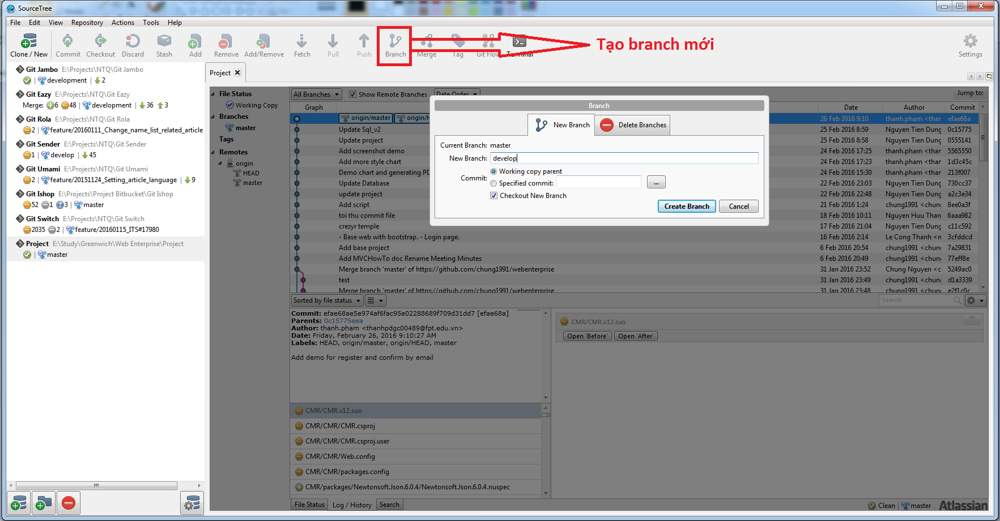 SourceTree
File Edit View Repository Actions Tools Help
Clone / New Commit Checkout Discard Stash Add Remove Add/Remove Fetch Pull Push Branch Merge Tag Git Flow Terminal Settings
Tạo branch mới
Git Jambo E:\Projects\NTQ\Git Jambo
development 2
Git Eazy E:\Projects\NTQ\Git Eazy
Merge: 6 48 development 36 3
Git Rola E:\Projects\NTQ\Git Rola
2 feature/20160111_Change_name_list_related_article
Git Sender E:\Projects\NTQ\Git Sender
1 develop 45
Git Umami E:\Projects\NTQ\Git Umami
2 feature/20151124_Setting_article_language 9
Git Ishop E:\Projects\Project Bitbucket\Git Ishop
52 1 3 master
Git Switch E:\Projects\NTQ\Git Switch
2035 2 feature/20160115_ITS#17980
Project E:\Study\Greenwich\Web Enterprise\Project
master
Project
File Status
Working Copy
Branches
master
Tags
Remotes
origin
HEAD
master
All Branches Show Remote Branches Date Order Jump to:
Graph Date Author Commit
origin/master origin/H 26 Feb 2016 9:10 thanh.pham <than efae68a
Update Sql_v2 25 Feb 2016 8:59 Nguyen Tien Dung 0c15775
Update project 25 Feb 2016 8:58 Nguyen Tien Dung 0555141
Add screenshot demo 24 Feb 2016 17:25 thanh.pham <than 5565550
Add more style chart 24 Feb 2016 17:23 thanh.pham <than 1d3c45c
Demo chart and generating PD 24 Feb 2016 15:30 thanh.pham <than 213f007
Update Database 22 Feb 2016 23:03 Nguyen Tien Dung 730cc37
update project 22 Feb 2016 22:48 Nguyen Tien Dung a2c3e34
Add script 21 Feb 2016 1:24 chung1991 <chung 8ee0a3f
toi thu commit file 18 Feb 2016 10:11 Nguyen Huu Than 6aaa982
crezyr temple 17 Feb 2016 21:04 Nguyen Tien Dung c11c592
- Base web with bootstrap. - Login page. 16 Feb 2016 2:14 Le Cong Thanh <n 3cfddcd
Add base project 6 Feb 2016 20:54 chung1991 <chung 7a29831
Add MVCHowTo doc Rename Meeting Minutes 6 Feb 2016 20:49 chung1991 <chung 77eff8e
Merge branch 'master' of https://github.com/chung1991/webenterprise 31 Jan 2016 23:52 Chung Nguyen <c 5249ac0
test 31 Jan 2016 23:49 chung1991 <chung d1a3339
Merge branch 'master' of https://github.com/chung1991/webenterprise 31 Jan 2016 23:48 chung1991 <chung e2f1c0c
Branch
New Branch Delete Branches
Current Branch: master
New Branch: develop
Commit: Working copy parent
Specified commit: ...
Checkout New Branch
Create Branch Cancel
Sorted by file status Search
Commit: efae68ae5e974af6fac95e02288689f709d31dd7 [efae68a]
Parents: 0c15775eea
Author: thanh.pham <thanhpdgc00489@fpt.edu.vn>
Date: Friday, February 26, 2016 9:10:27 AM
Labels: HEAD, origin/master, origin/HEAD, master
Add demo for register and confirm by email
CMR/CMR.v12.suo
Open 'Before' Open 'After'
CMR/CMR.v12.suo
CMR/CMR/CMR.csproj
CMR/CMR/CMR.csproj.user
CMR/CMR/Web.config
CMR/CMR/packages.config
CMR/packages/Newtonsoft.Json.6.0.4/Newtonsoft.Json.6.0.4.nuspec
File Status Log / History Search
Clean master Atlassian